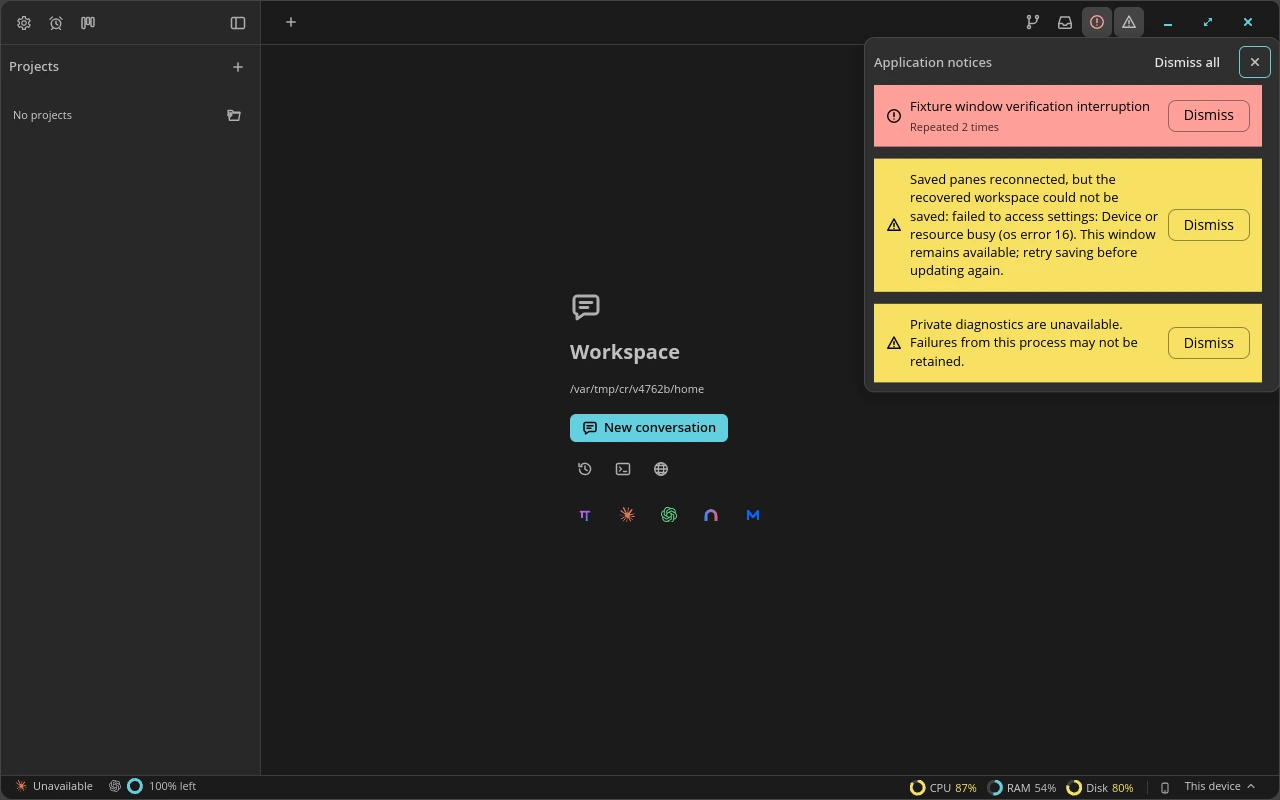 Projects
No projects
Application notices
Dismiss all
Fixture window verification interruption
Repeated 2 times
Dismiss
Saved panes reconnected, but the
recovered workspace could not be
saved: failed to access settings: Device or
resource busy (os error 16). This window
remains available; retry saving before
updating again.
Dismiss
Private diagnostics are unavailable.
Failures from this process may not be
retained.
Dismiss
Workspace
/var/tmp/cr/v4762b/home
New conversation
Unavailable
100% left
CPU 87%
RAM 54%
Disk 80%
This device